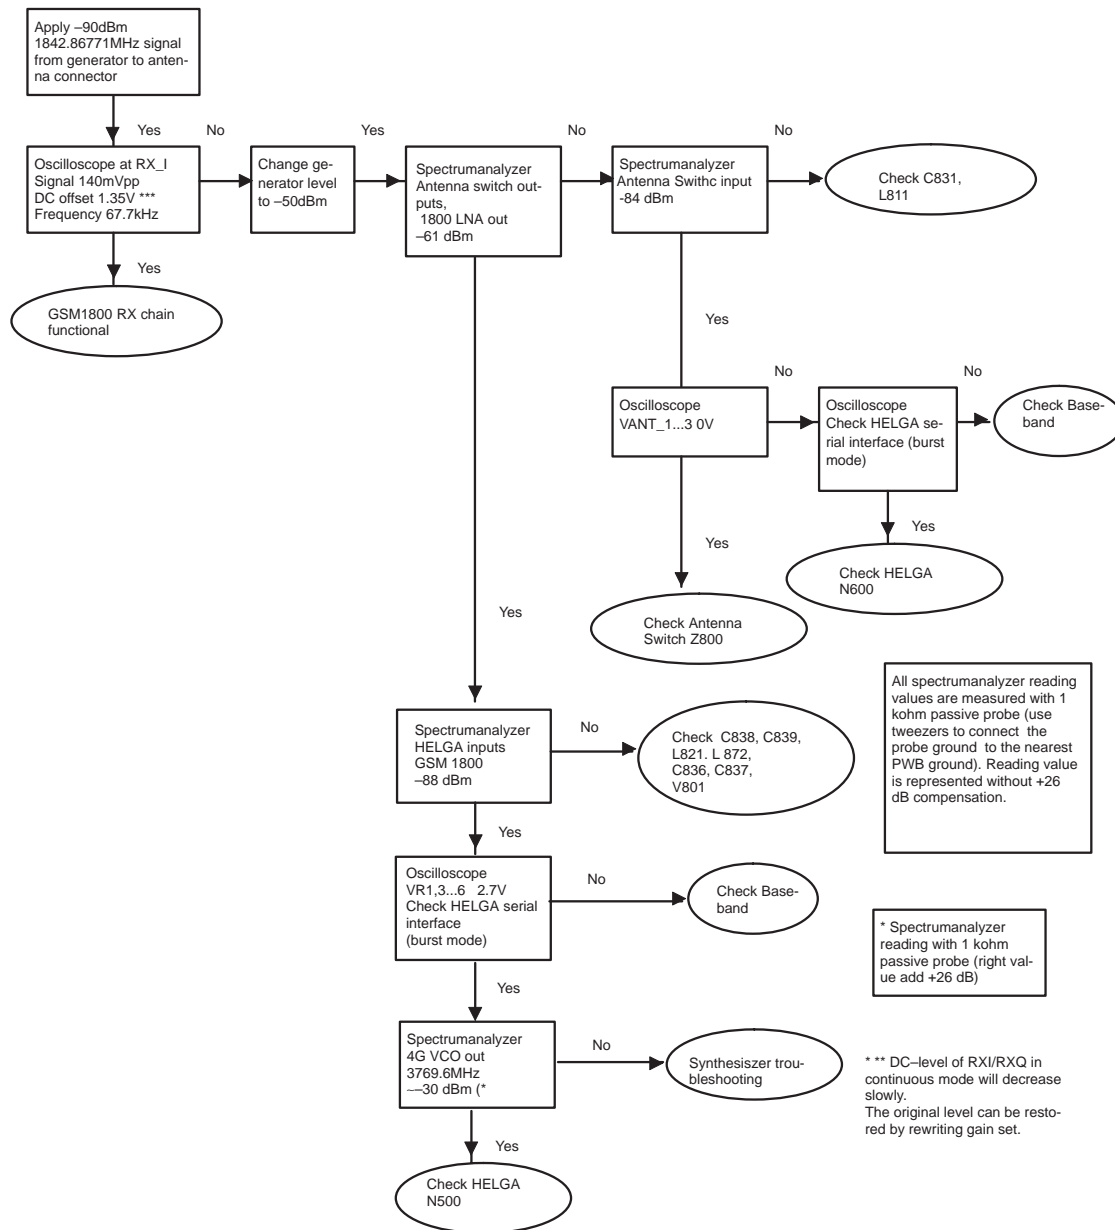 Apply –90dBm
1842.86771MHz signal
from generator to anten-
na connector
Yes
No
Yes
No
No
Oscilloscope at RX_I
Signal 140mVpp
DC offset 1.35V ***
Frequency 67.7kHz
Change ge-
nerator level
to –50dBm
Spectrumanalyzer
Antenna switch out-
puts,
1800 LNA out
–61 dBm
Spectrumanalyzer
Antenna Swithc input
-84 dBm
Check C831,
L811
Yes
GSM1800 RX chain
functional
Yes
No
No
Oscilloscope
VANT_1...3 0V
Oscilloscope
Check HELGA se-
rial interface (burst
mode)
Check Base-
band
Yes
Yes
Check HELGA
N600
Yes
Check Antenna
Switch Z800
All spectrumanalyzer reading
values are measured with 1
kohm passive probe (use
tweezers to connect the
probe ground to the nearest
PWB ground). Reading value
is represented without +26
dB compensation.
Spectrumanalyzer
HELGA inputs
GSM 1800
–88 dBm
No
Check C838, C839,
L821. L 872,
C836, C837,
V801
Yes
Oscilloscope
VR1,3...6 2.7V
Check HELGA serial
interface
(burst mode)
No
Check Base-
band
* Spectrumanalyzer
reading with 1 kohm
passive probe (right val-
ue add +26 dB)
Yes
Spectrumanalyzer
4G VCO out
3769.6MHz
~–30 dBm (*
No
Synthesiszer trou-
bleshooting
* ** DC–level of RXI/RXQ in
continuous mode will decrease
slowly.
The original level can be resto-
red by rewriting gain set.
Yes
Check HELGA
N500